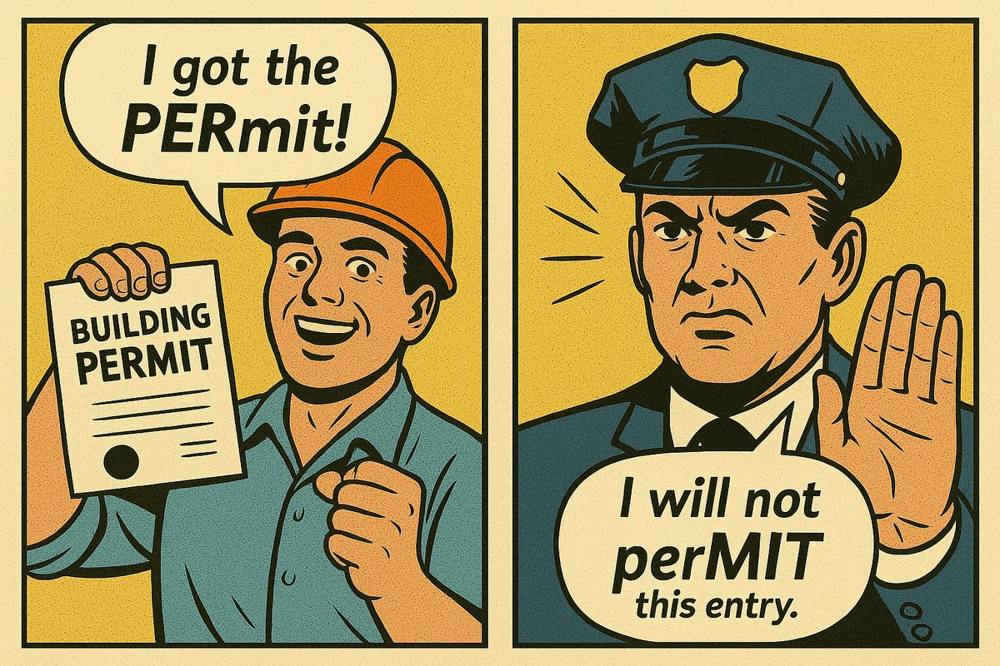 I got the
PERmit!
BUILDING
PERMIT
I will not
perMIT
this entry.